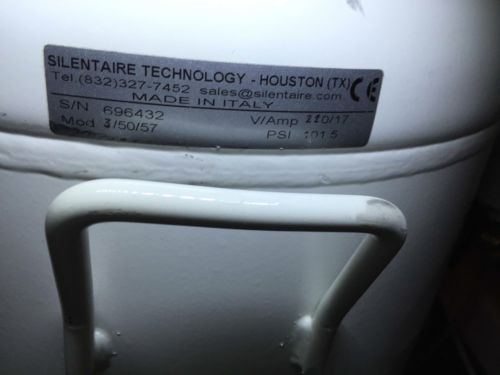 SILENTAIRE TECHNOLOGY - HOUSTON (TX) CE
Tel.(832)327-7452 sales@silentaire.com
MADE IN ITALY
S/N 696432 V/Amp 220/17
Mod 3/50/57 PSI 101.5